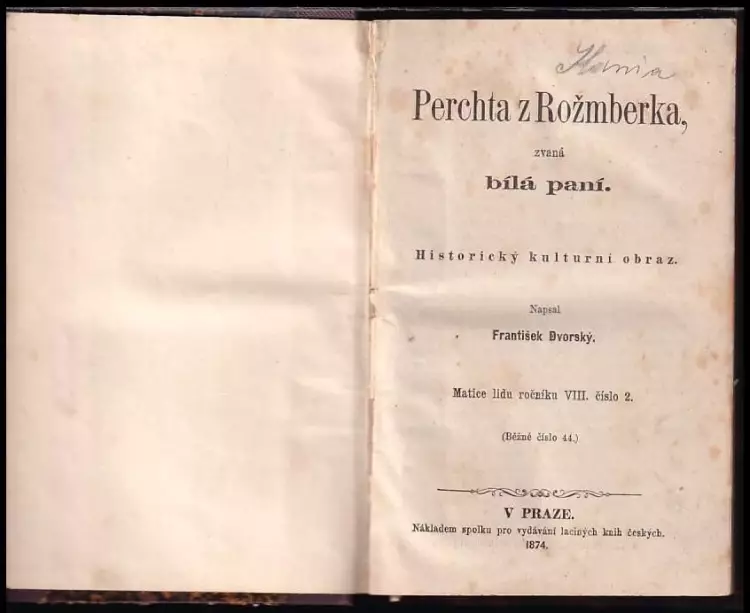 Perchta z Rožmberka,
zvaná
bílá paní.
Historický kulturní obraz.
Napsal
František Dvorský.
Matice lidu ročníku VIII. číslo 2.
(Běžné číslo 44.)
V PRAZE.
Nákladem spolku pro vydávání laciných knih českých.
1874.